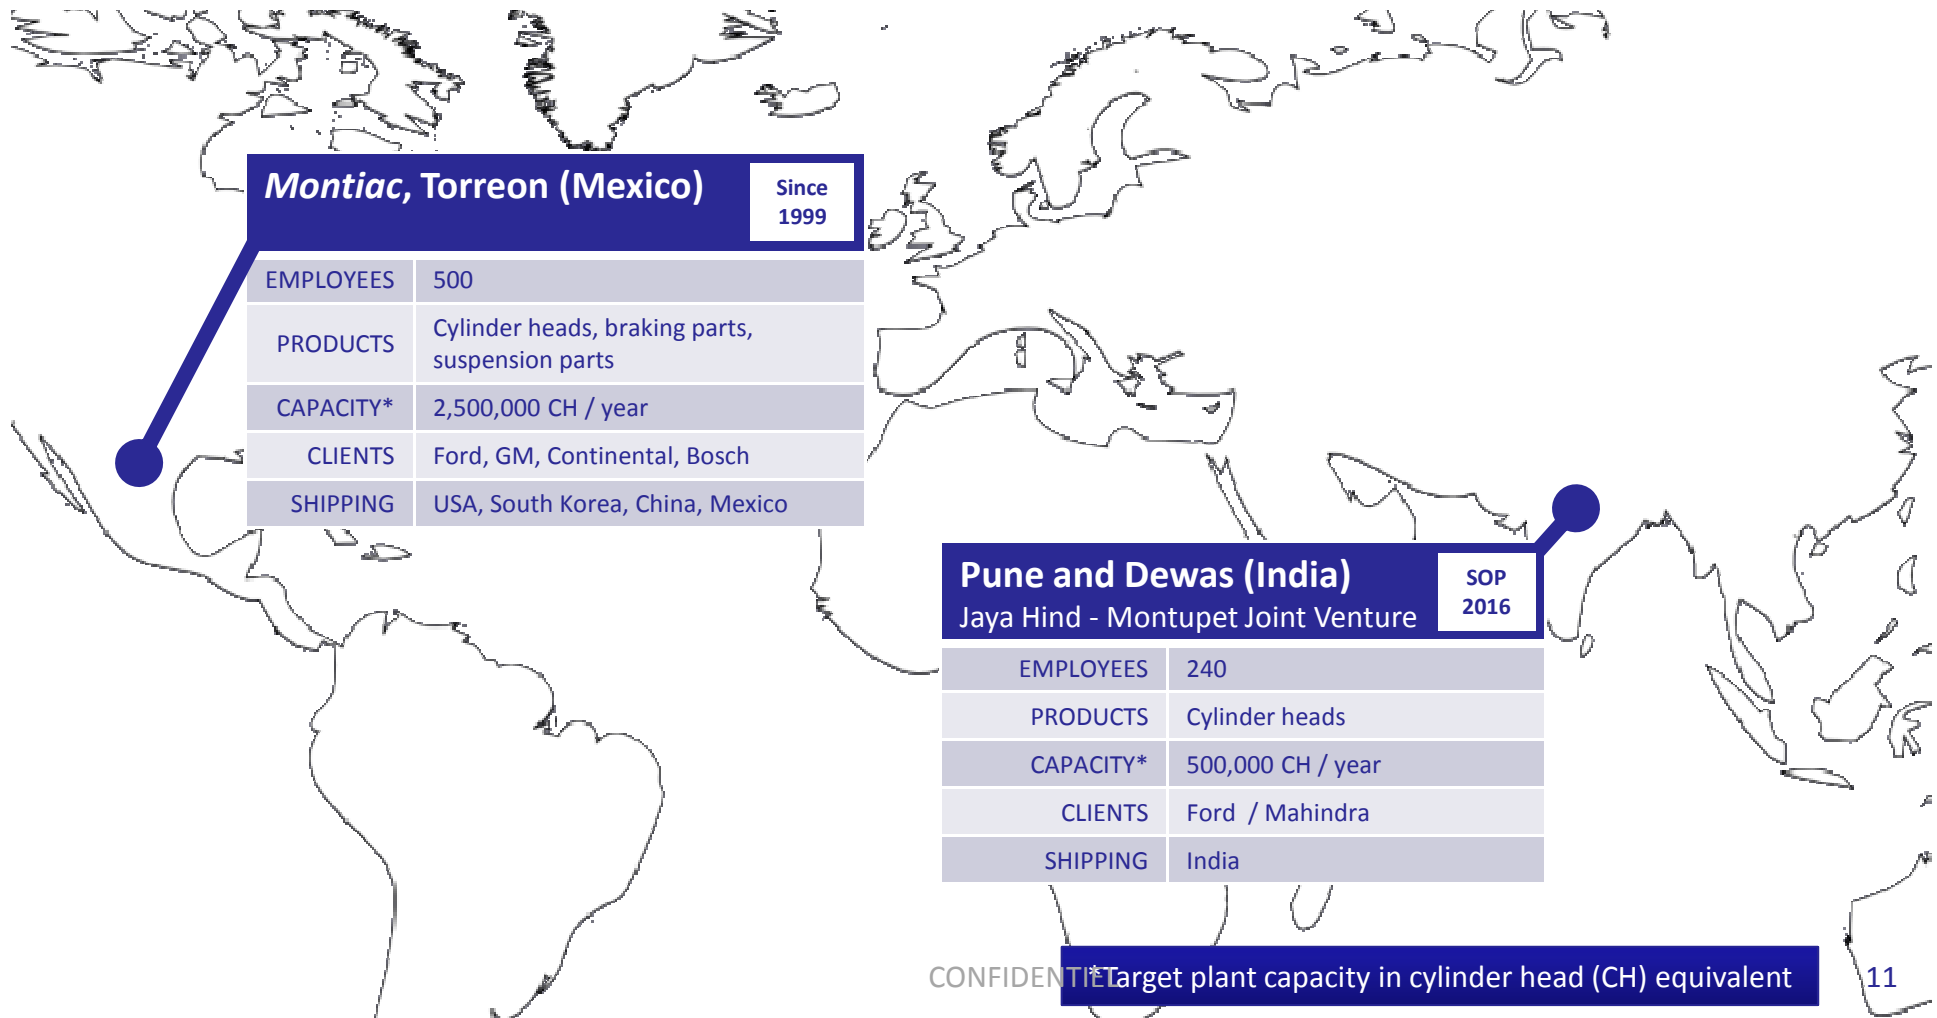 Montiac, Torreon (Mexico)
Since
1999
EMPLOYEES 500
PRODUCTS Cylinder heads, braking parts,
suspension parts
CAPACITY* 2,500,000 CH / year
CLIENTS Ford, GM, Continental, Bosch
SHIPPING USA, South Korea, China, Mexico
Pune and Dewas (India)
Jaya Hind - Montupet Joint Venture
SOP
2016
EMPLOYEES 240
PRODUCTS Cylinder heads
CAPACITY* 500,000 CH / year
CLIENTS Ford / Mahindra
SHIPPING India
CONFIDENTIEL
*Target plant capacity in cylinder head (CH) equivalent
11